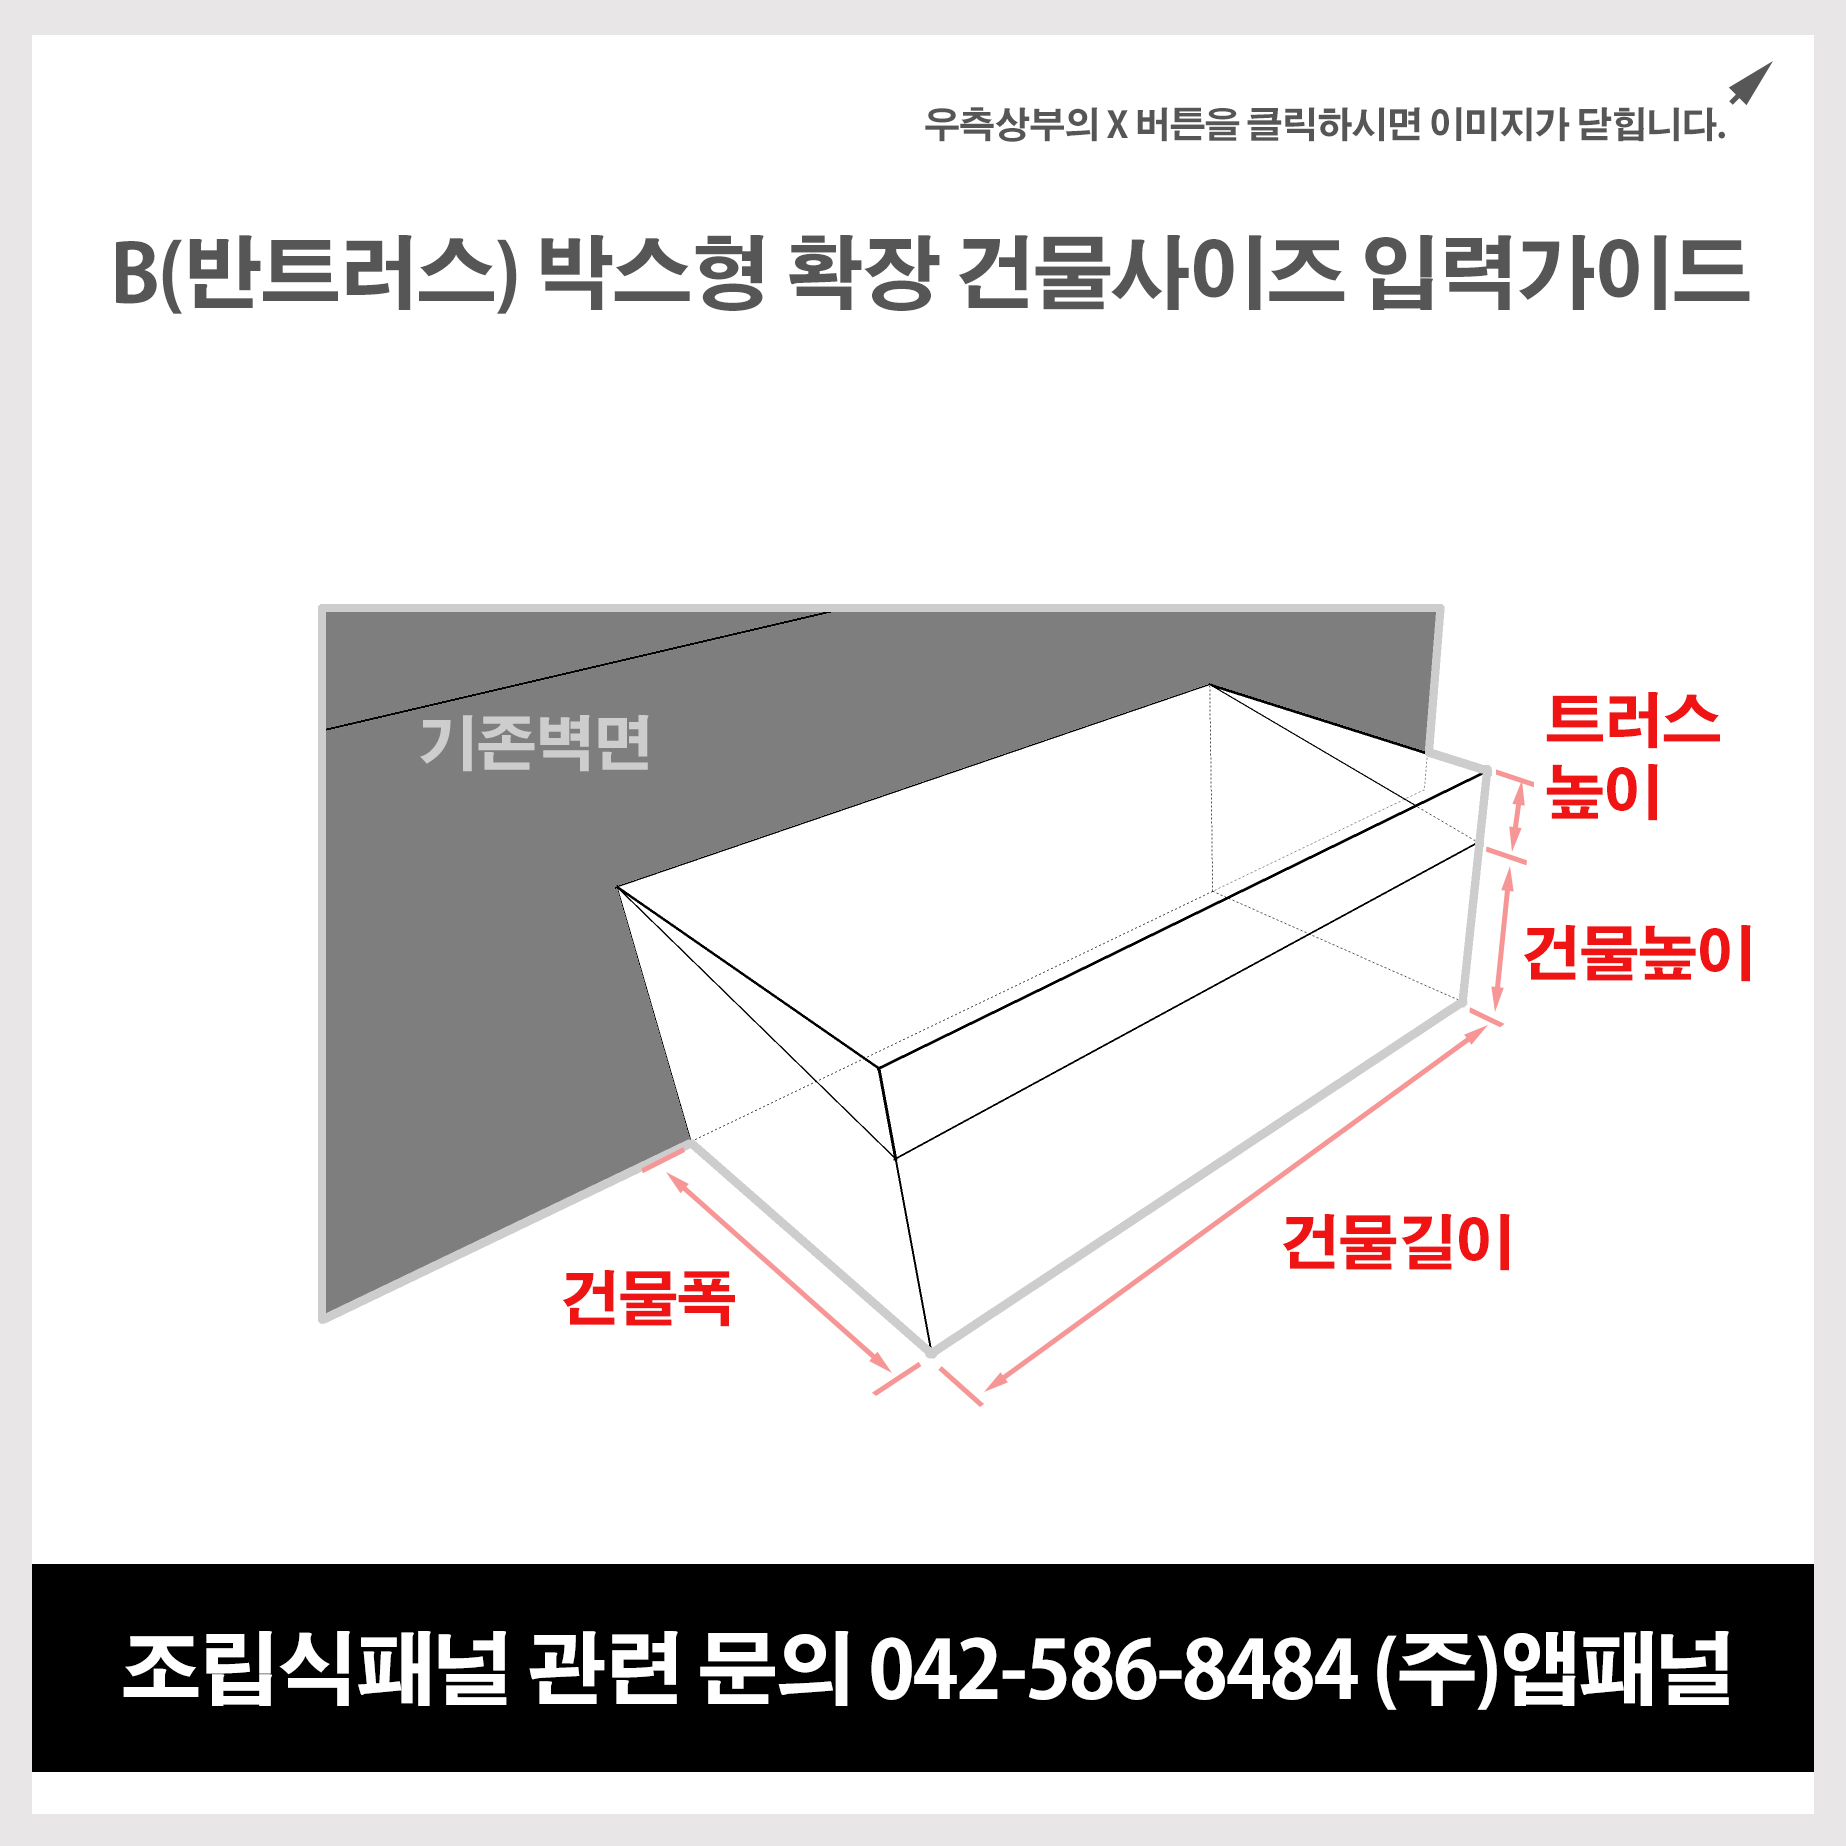 우측상부의 X 버튼을 클릭하시면 이미지가 닫힙니다.
B(반트러스) 박스형 확장 건물사이즈 입력가이드
기존벽면
트러스
높이
건물높이
건물길이
건물폭
조립식패널 관련 문의 042-586-8484 (주)앱패널